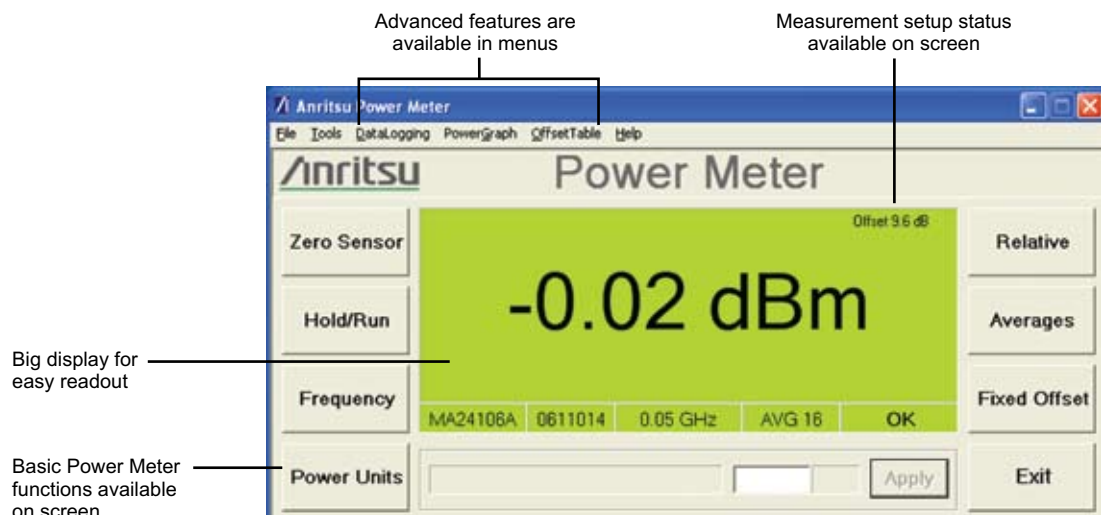 Advanced features are
available in menus
Measurement setup status
available on screen
Anritsu Power Meter
File Tools DataLogging PowerGraph OffsetTable Help
Anritsu Power Meter
Offset 9.6 dB
Zero Sensor
Relative
-0.02 dBm
Hold/Run
Averages
Big display for
easy readout
Frequency
Fixed Offset
MA24106A 0611014 0.05 GHz AVG 16 OK
Basic Power Meter
functions available
on screen
Power Units
Apply
Exit